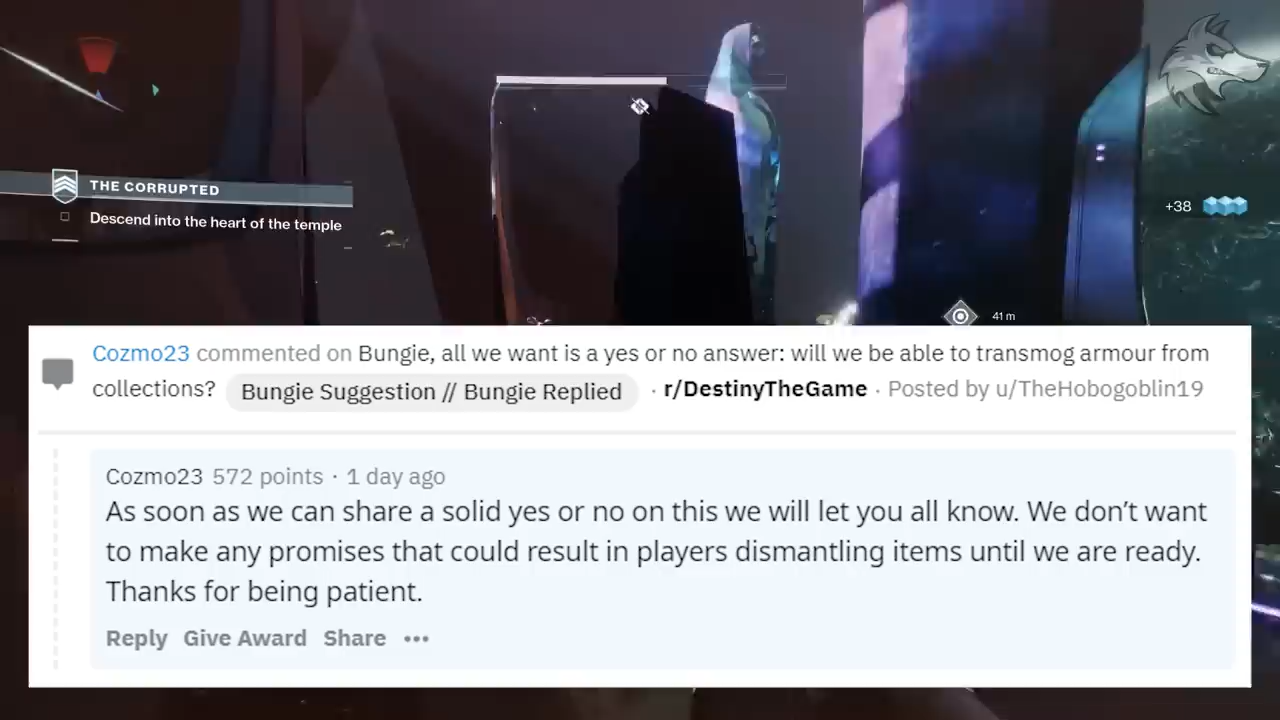 THE CORRUPTED
Descend into the heart of the temple
+38
41 m
Cozmo23 commented on Bungie, all we want is a yes or no answer: will we be able to transmog armour from
collections? Bungie Suggestion // Bungie Replied · r/DestinyTheGame · Posted by u/TheHobogoblin19
Cozmo23 572 points · 1 day ago
As soon as we can share a solid yes or no on this we will let you all know. We don’t want
to make any promises that could result in players dismantling items until we are ready.
Thanks for being patient.
Reply Give Award Share •••